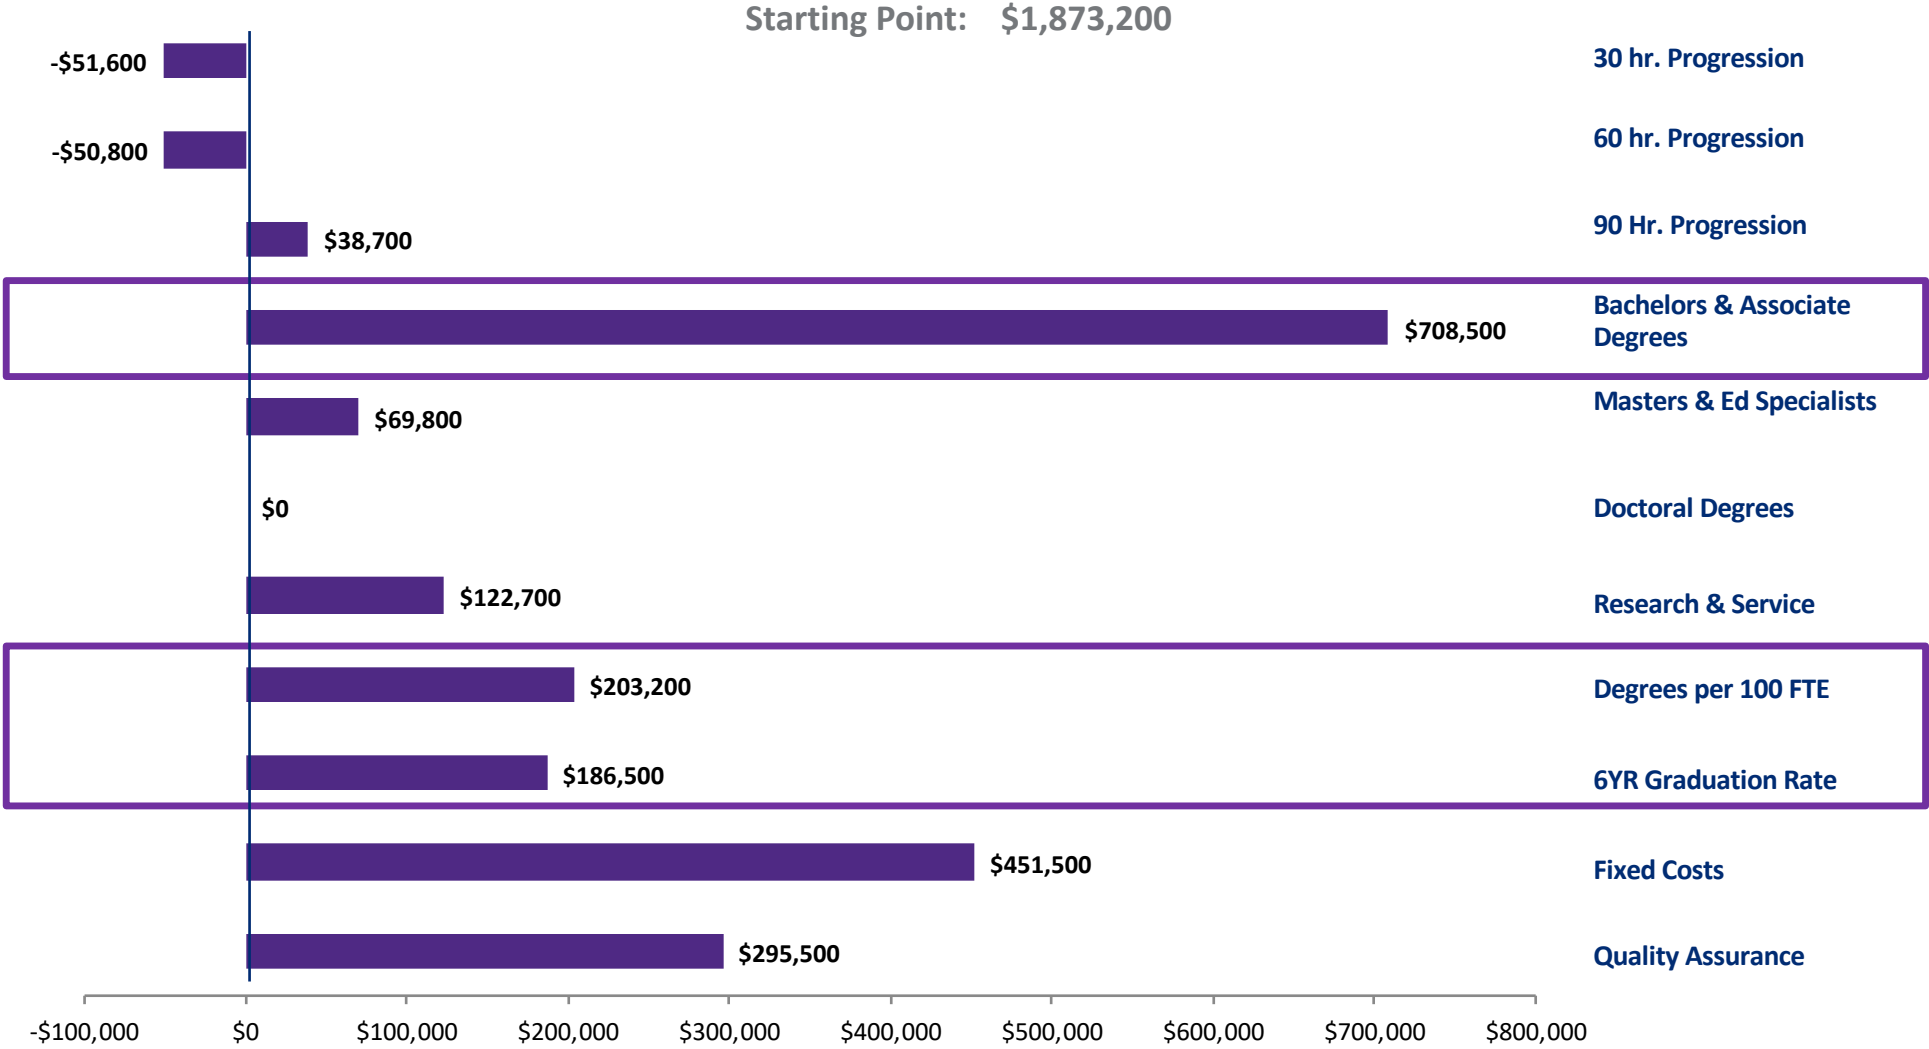 Starting Point: $1,873,200
-$51,600
30 hr. Progression
-$50,800
60 hr. Progression
$38,700
90 Hr. Progression
$708,500
Bachelors & Associate
Degrees
$69,800
Masters & Ed Specialists
$0
Doctoral Degrees
$122,700
Research & Service
$203,200
Degrees per 100 FTE
$186,500
6YR Graduation Rate
$451,500
Fixed Costs
$295,500
Quality Assurance
-$100,000 $0 $100,000 $200,000 $300,000 $400,000 $500,000 $600,000 $700,000 $800,000